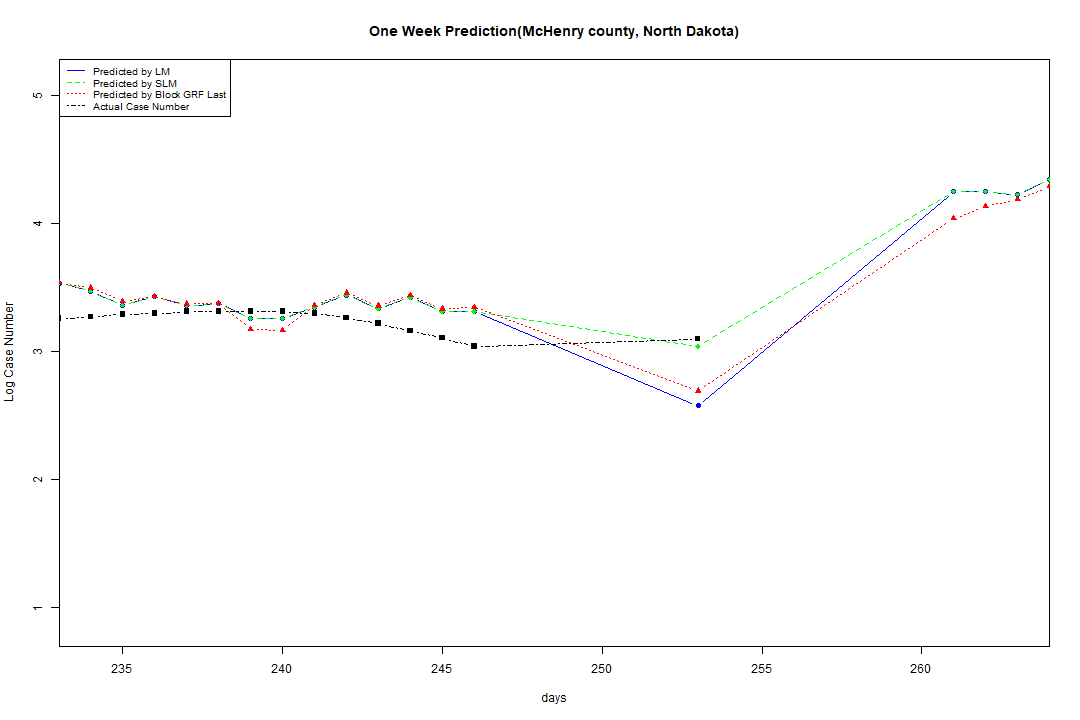 One Week Prediction(McHenry county, North Dakota)
Predicted by LM
Predicted by SLM
Predicted by Block GRF Last
Actual Case Number
5
4
3
2
1
Log Case Number
235
240
245
250
255
260
days